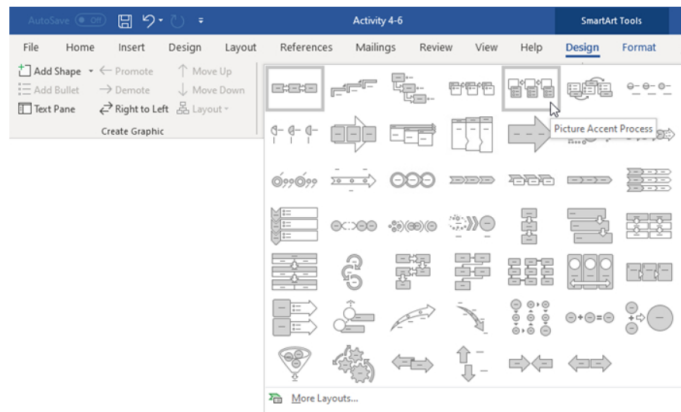 AutoSave Off Activity 4-6 SmartArt Tools
File Home Insert Design Layout References Mailings Review View Help Design Format
Add Shape Promote Move Up
Add Bullet Demote Move Down
Text Pane Right to Left Layout
Create Graphic
Picture Accent Process
More Layouts...